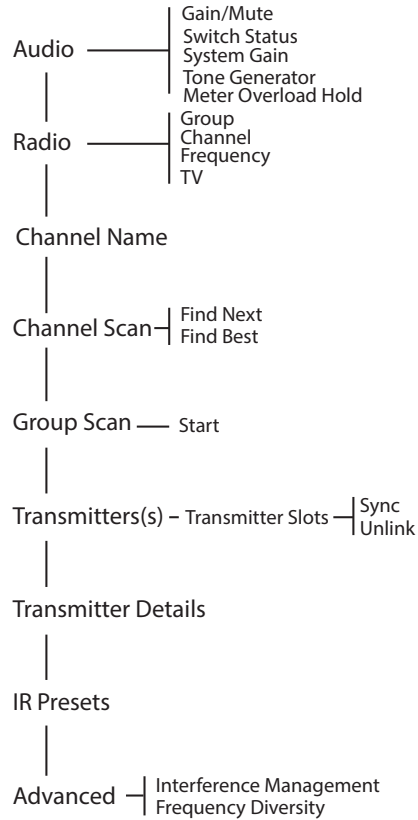 Audio
Gain/Mute
Switch Status
System Gain
Tone Generator
Meter Overload Hold
Radio
Group
Channel
Frequency
TV
Channel Name
Channel Scan
Find Next
Find Best
Group Scan
Start
Transmitters(s)
Transmitter Slots
Sync
Unlink
Transmitter Details
IR Presets
Advanced
Interference Management
Frequency Diversity